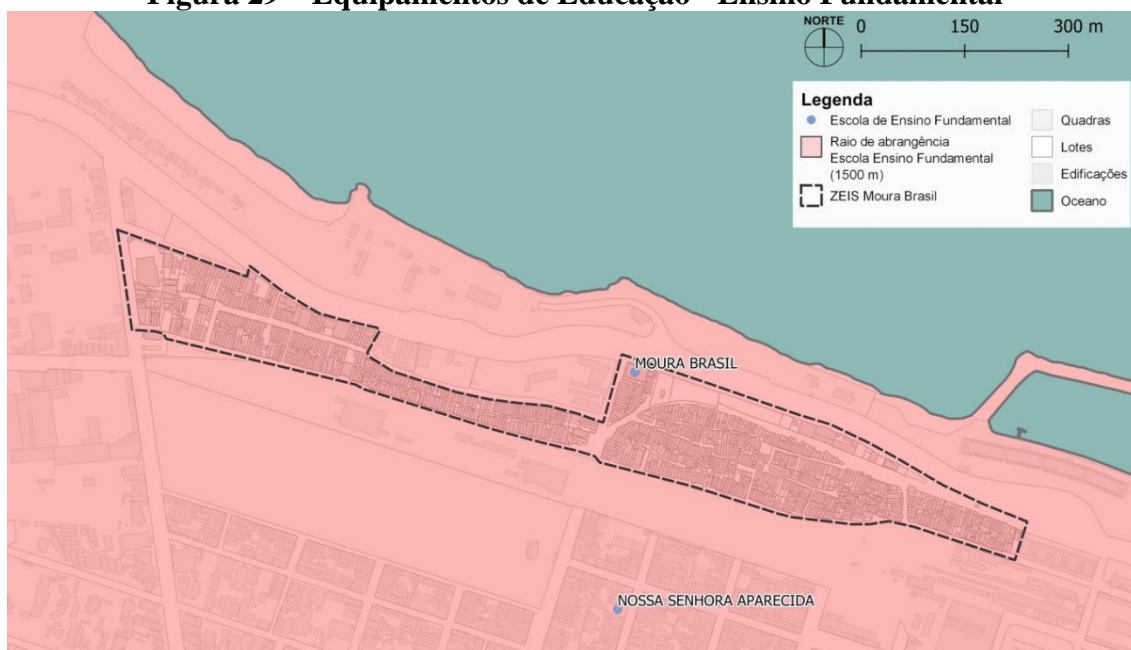 Figura 29 – Equipamentos de Educação - Ensino Fundamental
NORTE 0 150 300 m
Legenda
Escola de Ensino Fundamental
Raio de abrangência
Escola Ensino Fundamental
(1500 m)
ZEIS Moura Brasil
Quadras
Lotes
Edificações
Oceano
MOURA BRASIL
NOSSA SENHORA APARECIDA